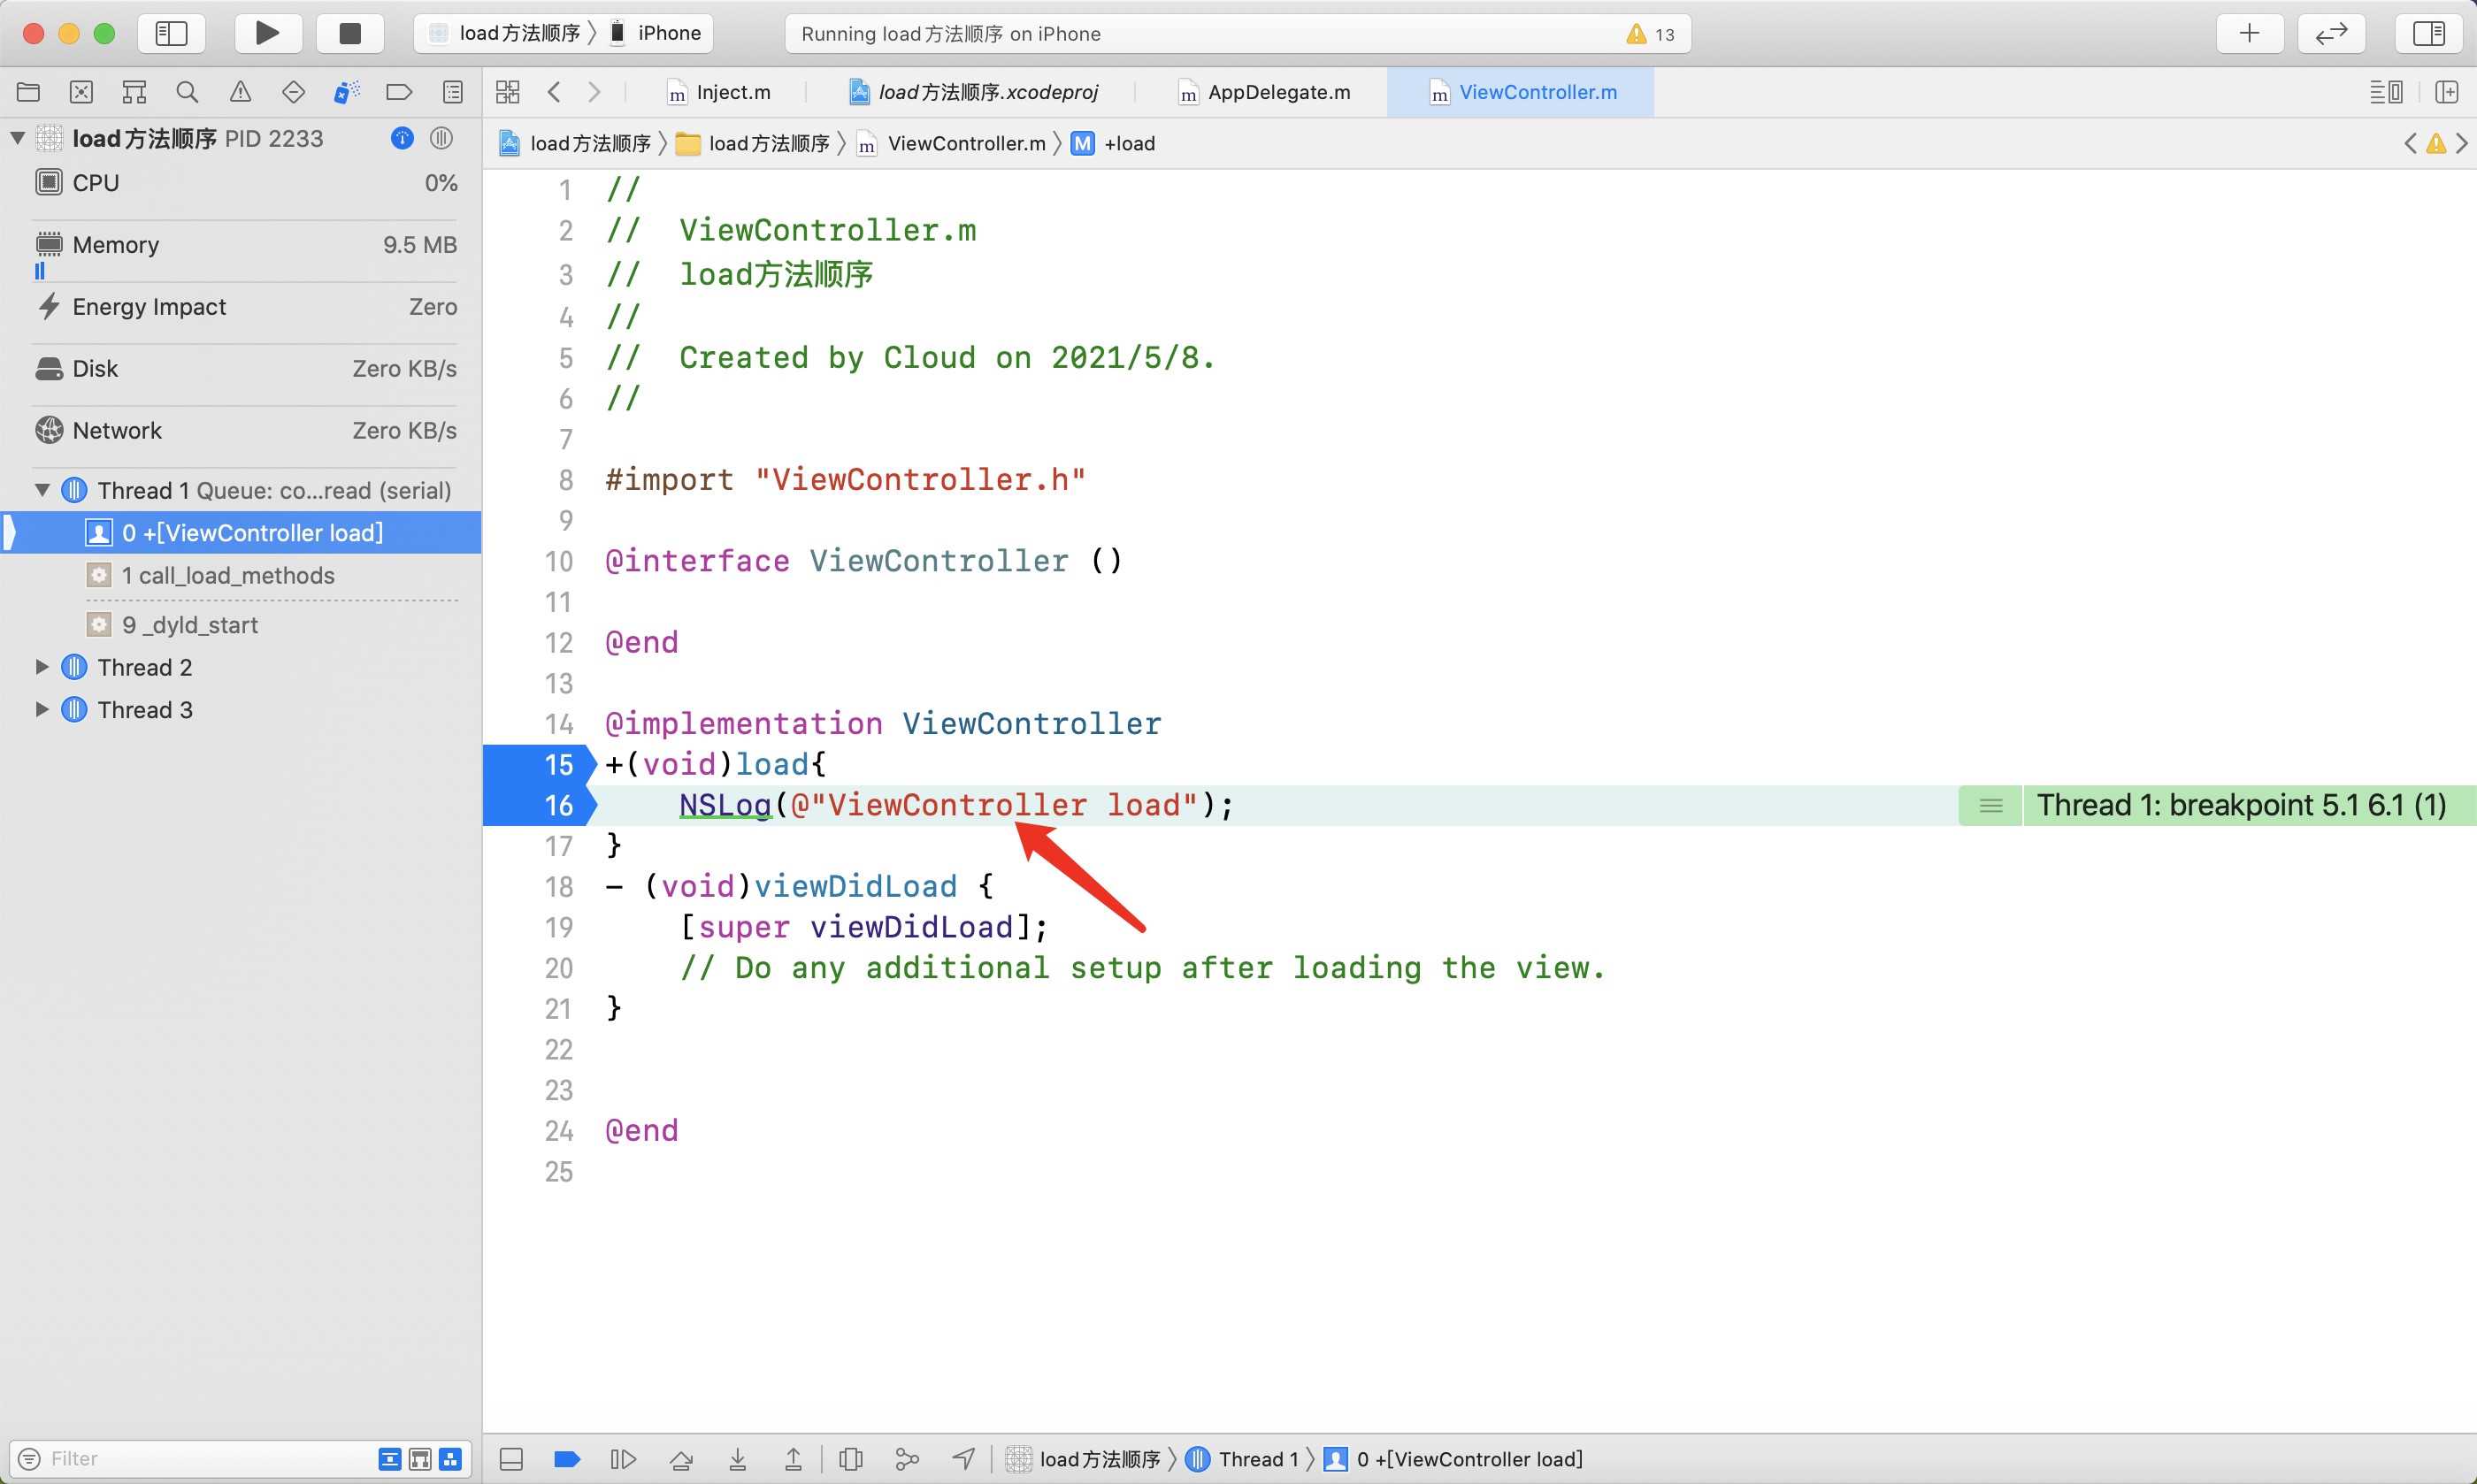 load方法顺序 〉 iPhone
Running load方法顺序 on iPhone
13
Inject.m
load方法顺序.xcodeproj
AppDelegate.m
ViewController.m
load方法顺序 PID 2233
load方法顺序 〉 load方法顺序 〉 m ViewController.m 〉 M +load
CPU 0%
Memory 9.5 MB
Energy Impact Zero
Disk Zero KB/s
Network Zero KB/s
Thread 1 Queue: co...read (serial)
0 +[ViewController load]
1 call_load_methods
9 _dyld_start
Thread 2
Thread 3
1 //
2 //  ViewController.m
3 //  load方法顺序
4 //
5 //  Created by Cloud on 2021/5/8.
6 //
7
8 #import "ViewController.h"
9
10 @interface ViewController ()
11
12 @end
13
14 @implementation ViewController
15 +(void)load{
16     NSLog(@"ViewController load");
Thread 1: breakpoint 5.1 6.1 (1)
17 }
18 - (void)viewDidLoad {
19     [super viewDidLoad];
20     // Do any additional setup after loading the view.
21 }
22
23
24 @end
25
Filter
load方法顺序 〉 Thread 1 〉 0 +[ViewController load]